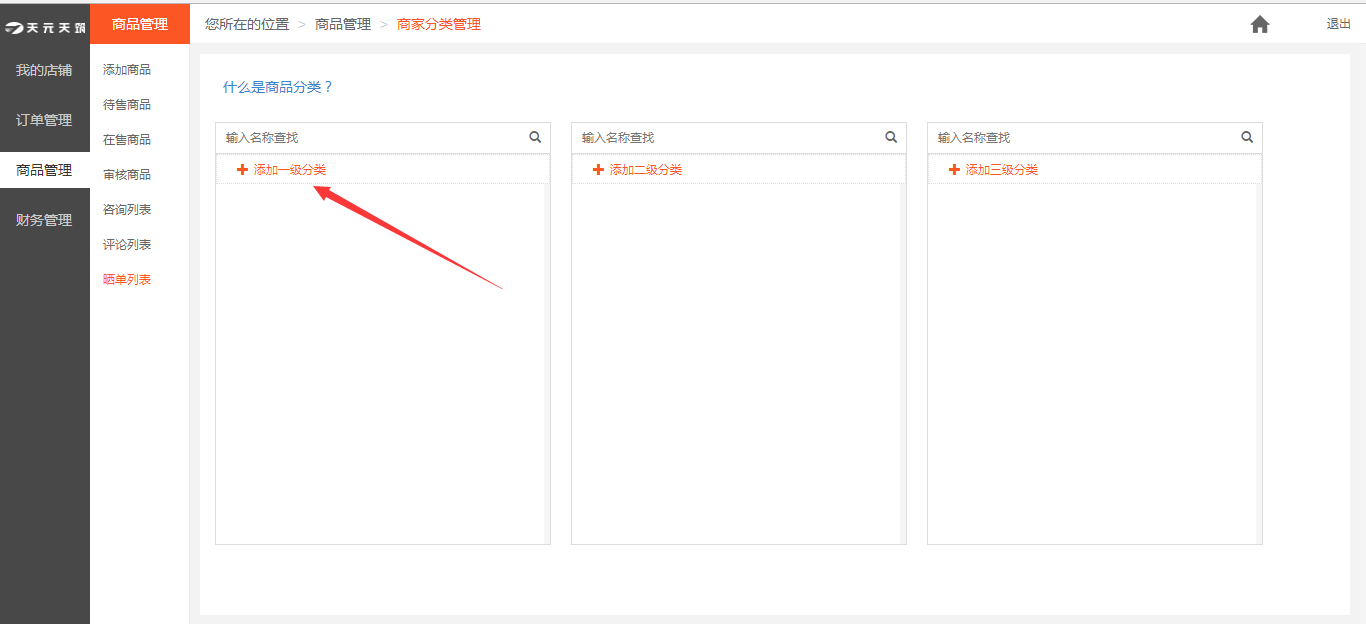 天元天筑
商品管理
您所在的位置 > 商品管理 > 商家分类管理
退出
我的店铺
订单管理
商品管理
财务管理
添加商品
待售商品
在售商品
审核商品
咨询列表
评论列表
晒单列表
什么是商品分类？
输入名称查找
添加一级分类
输入名称查找
添加二级分类
输入名称查找
添加三级分类